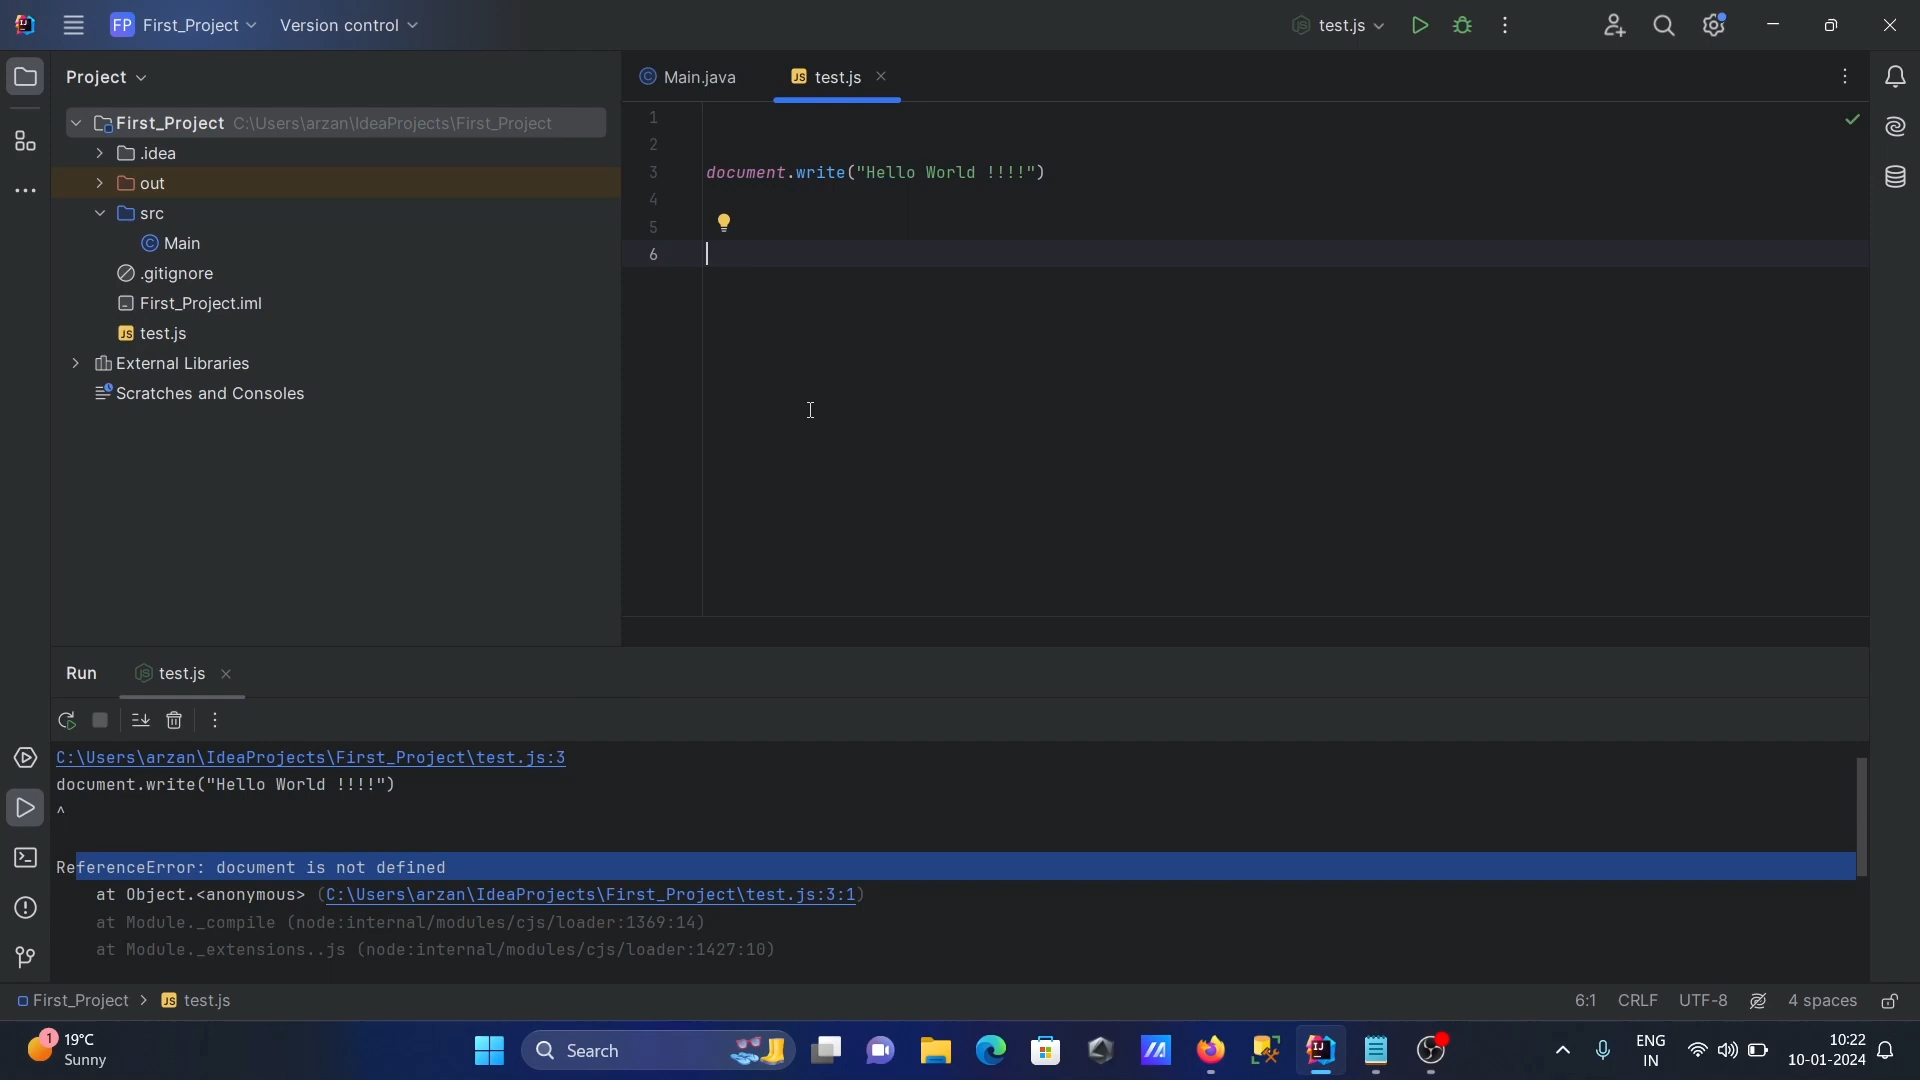 FP First_Project Version control test.js
Project
Main.java test.js
First_Project C:\Users\arzan\IdeaProjects\First_Project
.idea
out
src
Main
.gitignore
First_Project.iml
JS test.js
External Libraries
Scratches and Consoles
1
2
3 document.write("Hello World !!!!")
4
5
6
Run test.js
C:\Users\arzan\IdeaProjects\First_Project\test.js:3
document.write("Hello World !!!!")
^
ReferenceError: document is not defined
at Object.<anonymous> (C:\Users\arzan\IdeaProjects\First_Project\test.js:3:1)
at Module._compile (node:internal/modules/cjs/loader:1369:14)
at Module._extensions..js (node:internal/modules/cjs/loader:1427:10)
First_Project > JS test.js 6:1 CRLF UTF-8 4 spaces
1 19°C
Sunny
Search
ENG
IN
10:22
10-01-2024